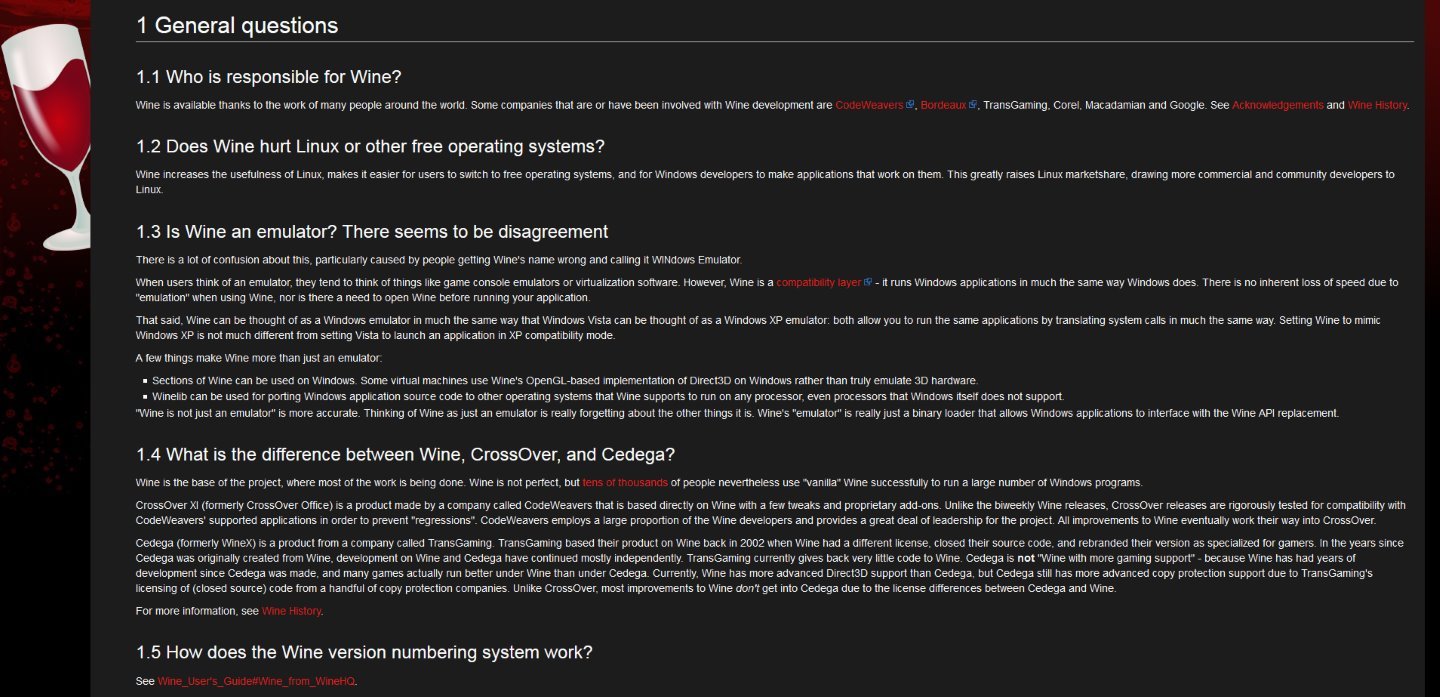 1 General questions
1.1 Who is responsible for Wine?
Wine is available thanks to the work of many people around the world. Some companies that are or have been involved with Wine development are CodeWeavers, Bordeaux, TransGaming, Corel, Macadamian and Google. See Acknowledgements and Wine History.
1.2 Does Wine hurt Linux or other free operating systems?
Wine increases the usefulness of Linux, makes it easier for users to switch to free operating systems, and for Windows developers to make applications that work on them. This greatly raises Linux marketshare, drawing more commercial and community developers to
Linux.
1.3 Is Wine an emulator? There seems to be disagreement
There is a lot of confusion about this, particularly caused by people getting Wine's name wrong and calling it WINdows Emulator.
When users think of an emulator, they tend to think of things like game console emulators or virtualization software. However, Wine is a compatibility layer - it runs Windows applications in much the same way Windows does. There is no inherent loss of speed due to
"emulation" when using Wine, nor is there a need to open Wine before running your application.
That said, Wine can be thought of as a Windows emulator in much the same way that Windows Vista can be thought of as a Windows XP emulator: both allow you to run the same applications by translating system calls in much the same way. Setting Wine to mimic
Windows XP is not much different from setting Vista to launch an application in XP compatibility mode.
A few things make Wine more than just an emulator:
▪ Sections of Wine can be used on Windows. Some virtual machines use Wine's OpenGL-based implementation of Direct3D on Windows rather than truly emulate 3D hardware.
▪ Winelib can be used for porting Windows application source code to other operating systems that Wine supports to run on any processor, even processors that Windows itself does not support.
"Wine is not just an emulator" is more accurate. Thinking of Wine as just an emulator is really forgetting about the other things it is. Wine's "emulator" is really just a binary loader that allows Windows applications to interface with the Wine API replacement.
1.4 What is the difference between Wine, CrossOver, and Cedega?
Wine is the base of the project, where most of the work is being done. Wine is not perfect, but tens of thousands of people nevertheless use "vanilla" Wine successfully to run a large number of Windows programs.
CrossOver XI (formerly CrossOver Office) is a product made by a company called CodeWeavers that is based directly on Wine with a few tweaks and proprietary add-ons. Unlike the biweekly Wine releases, CrossOver releases are rigorously tested for compatibility with
CodeWeavers' supported applications in order to prevent "regressions". CodeWeavers employs a large proportion of the Wine developers and provides a great deal of leadership for the project. All improvements to Wine eventually work their way into CrossOver.
Cedega (formerly WineX) is a product from a company called TransGaming. TransGaming based their product on Wine back in 2002 when Wine had a different license, closed their source code, and rebranded their version as specialized for gamers. In the years since
Cedega was originally created from Wine, development on Wine and Cedega have continued mostly independently. TransGaming currently gives back very little code to Wine. Cedega is not "Wine with more gaming support" - because Wine has had years of
development since Cedega was made, and many games actually run better under Wine than under Cedega. Currently, Wine has more advanced Direct3D support than Cedega, but Cedega still has more advanced copy protection support due to TransGaming's
licensing of (closed source) code from a handful of copy protection companies. Unlike CrossOver, most improvements to Wine don't get into Cedega due to the license differences between Cedega and Wine.
For more information, see Wine History.
1.5 How does the Wine version numbering system work?
See Wine_User's_Guide#Wine_from_WineHQ.